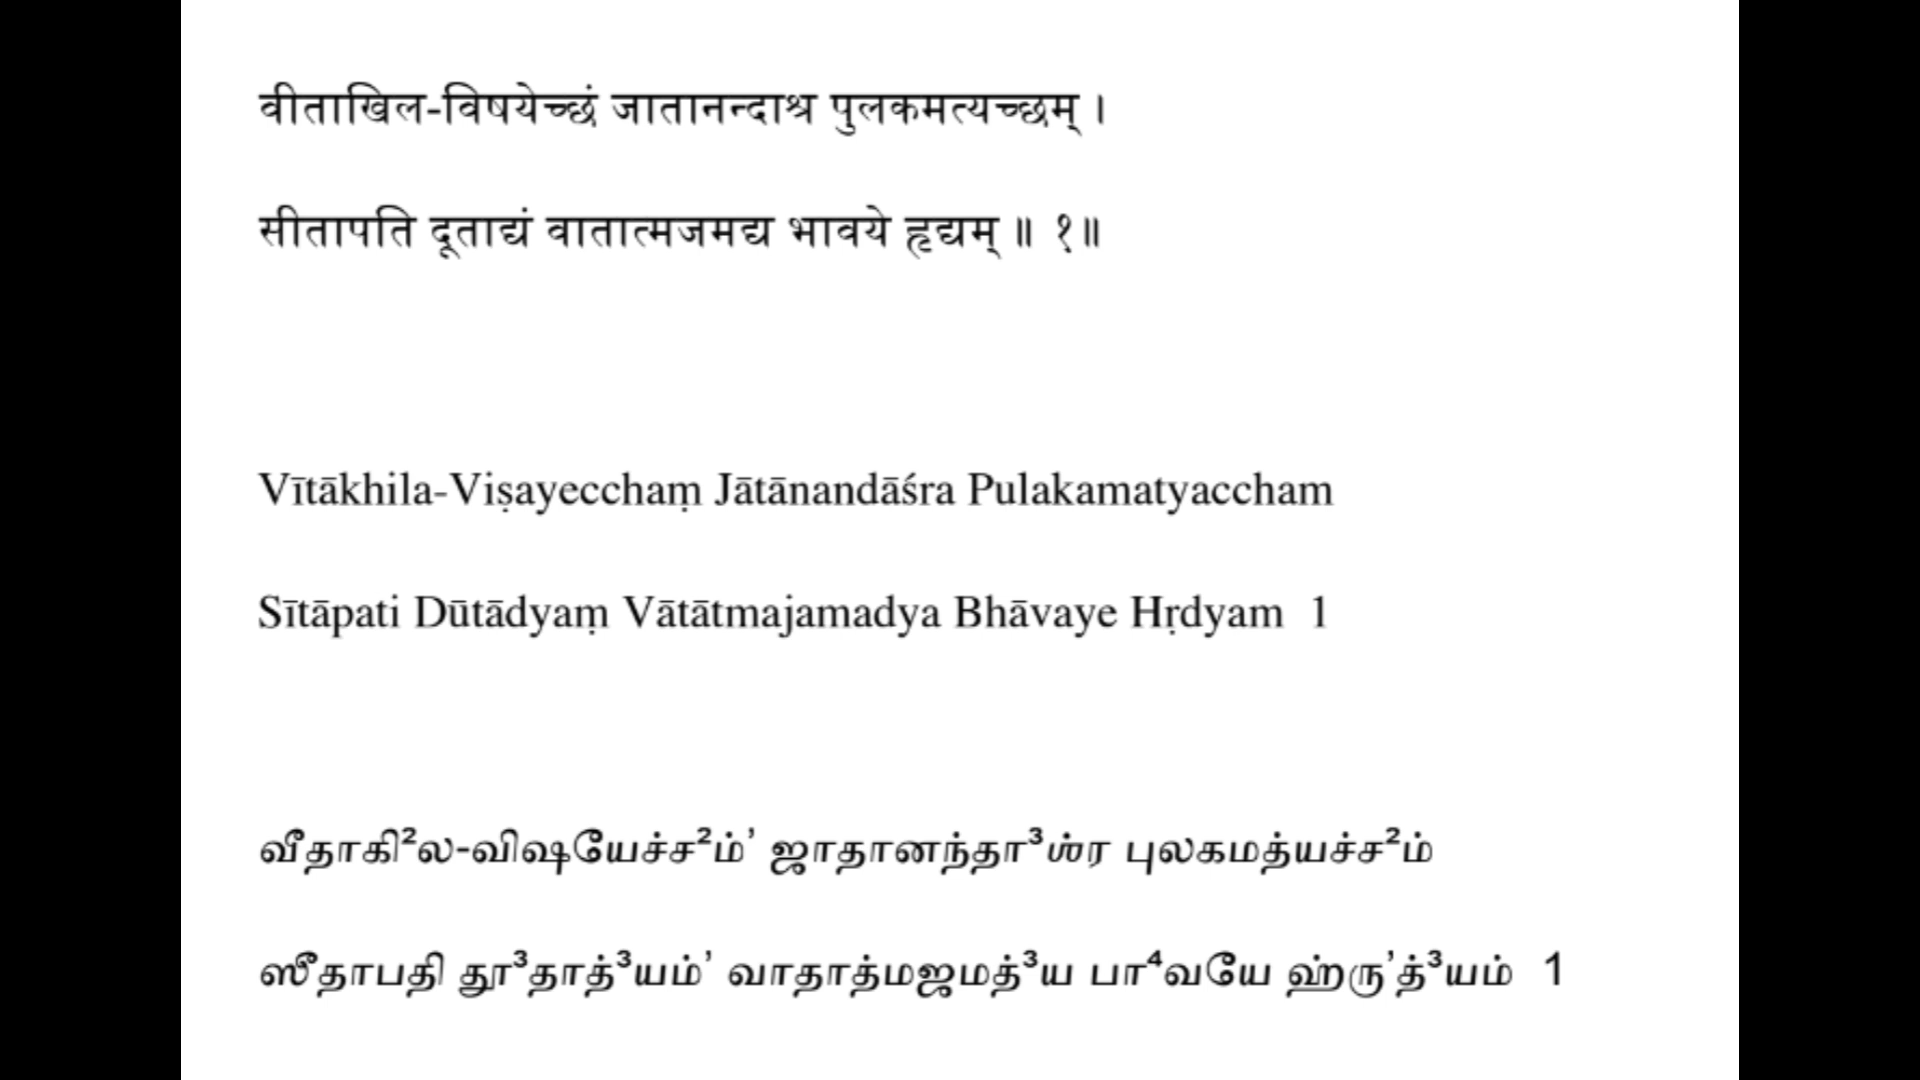 वीताखिल-विषयेच्छं जातानन्दाश्र पुलकमत्यच्छम् ।
सीतापति दूताद्यं वातात्मजमद्य भावये हृद्यम् ॥ १॥
Vītākhila-Viṣayecchaṃ Jātānandāśra Pulakamatyaccham
Sītāpati Dūtādyaṃ Vātātmajamadya Bhāvaye Hṛdyam 1
வீதாகி²ல-விஷயேச்ச²ம்ʼ ஜாதானந்தா³ஶ்ர புலகமத்யச்ச²ம்
ஸீதாபதி தூ³தாத்³யம்ʼ வாதாத்மஜமத்³ய பா⁴வயே ஹ்ருʼத்³யம் 1